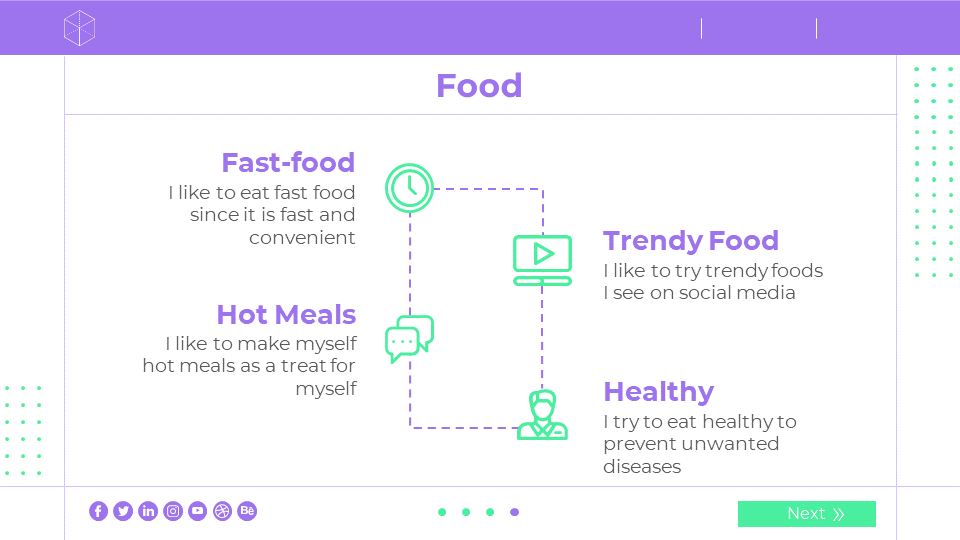 Food
Fast-food
I like to eat fast food
since it is fast and
convenient
Trendy Food
I like to try trendy foods
I see on social media
Hot Meals
I like to make myself
hot meals as a treat for
myself
Healthy
I try to eat healthy to
prevent unwanted
diseases
Next